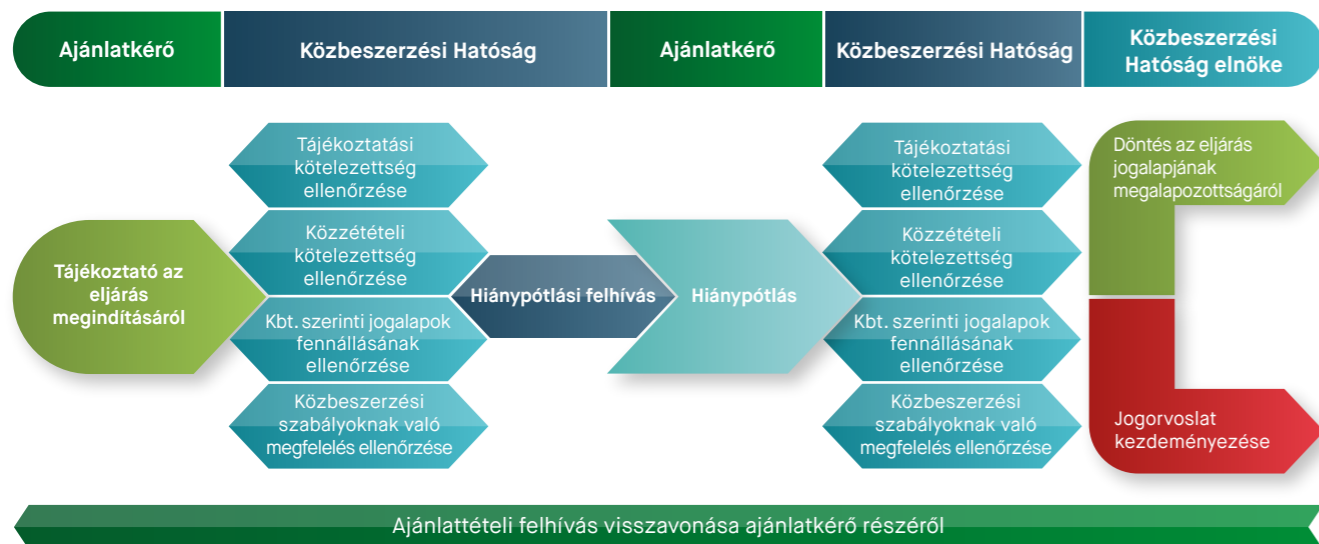 Ajánlatkérő
Közbeszerzési Hatóság
Ajánlatkérő
Közbeszerzési Hatóság
Közbeszerzési
Hatóság elnöke
Tájékoztató az
eljárás
megindításáról
Tájékoztatási
kötelezettség
ellenőrzése
Közzétételi
kötelezettség
ellenőrzése
Kbt. szerinti jogalapok
fennállásának
ellenőrzése
Közbeszerzési
szabályoknak való
megfelelés ellenőrzése
Hiánypótlási felhívás
Hiánypótlás
Tájékoztatási
kötelezettség
ellenőrzése
Közzétételi
kötelezettség
ellenőrzése
Kbt. szerinti jogalapok
fennállásának
ellenőrzése
Közbeszerzési
szabályoknak való
megfelelés ellenőrzése
Döntés az eljárás
jogalapjának
megalapozottságáról
Jogorvoslat
kezdeményezése
Ajánlattételi felhívás visszavonása ajánlatkérő részéről